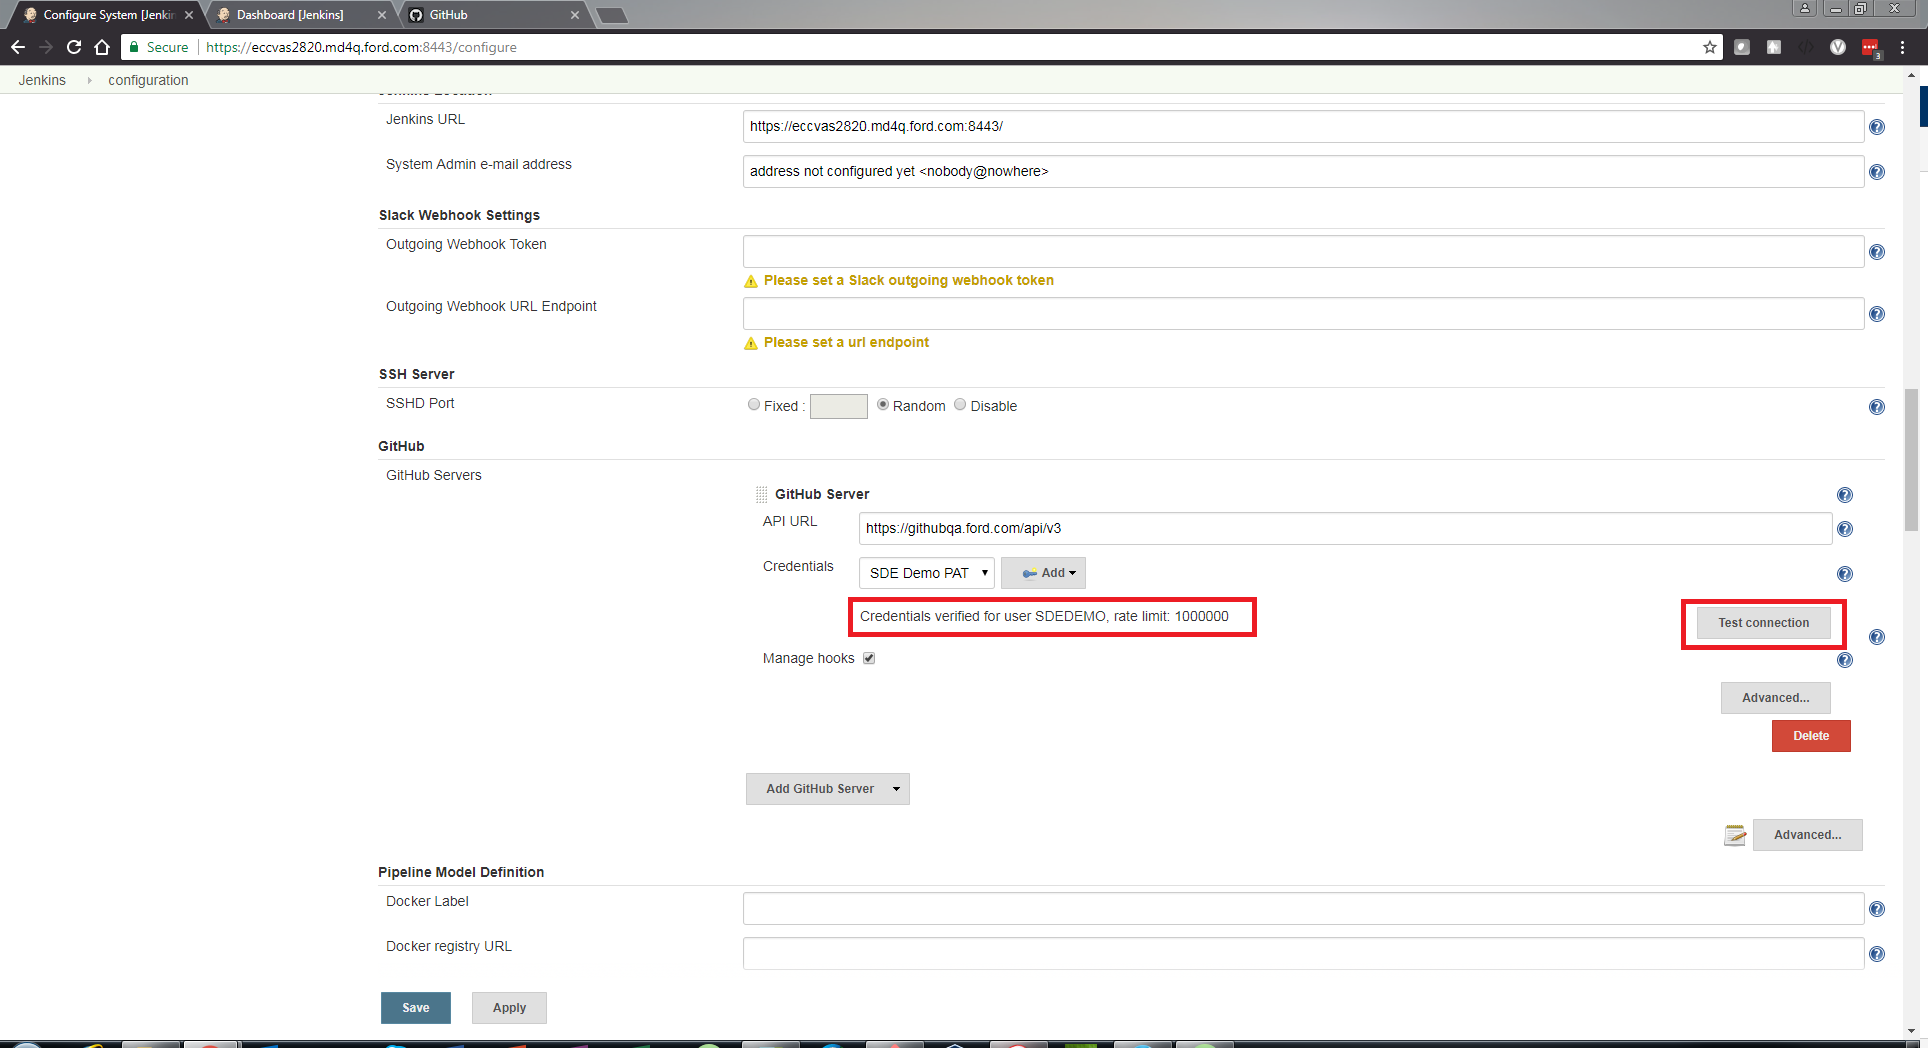 Configure System [Jenkin
Dashboard [Jenkins]
GitHub
Secure
https://eccvas2820.md4q.ford.com:8443/configure
3
Jenkins
configuration
Jenkins Location
Jenkins URL
https://eccvas2820.md4q.ford.com:8443/
System Admin e-mail address
address not configured yet <nobody@nowhere>
Slack Webhook Settings
Outgoing Webhook Token
Please set a Slack outgoing webhook token
Outgoing Webhook URL Endpoint
Please set a url endpoint
SSH Server
SSHD Port
Fixed :
Random
Disable
GitHub
GitHub Servers
GitHub Server
API URL
https://githubqa.ford.com/api/v3
Credentials
SDE Demo PAT
Add
Credentials verified for user SDEDEMO, rate limit: 1000000
Test connection
Manage hooks
Advanced...
Delete
Add GitHub Server
Advanced...
Pipeline Model Definition
Docker Label
Docker registry URL
Save
Apply